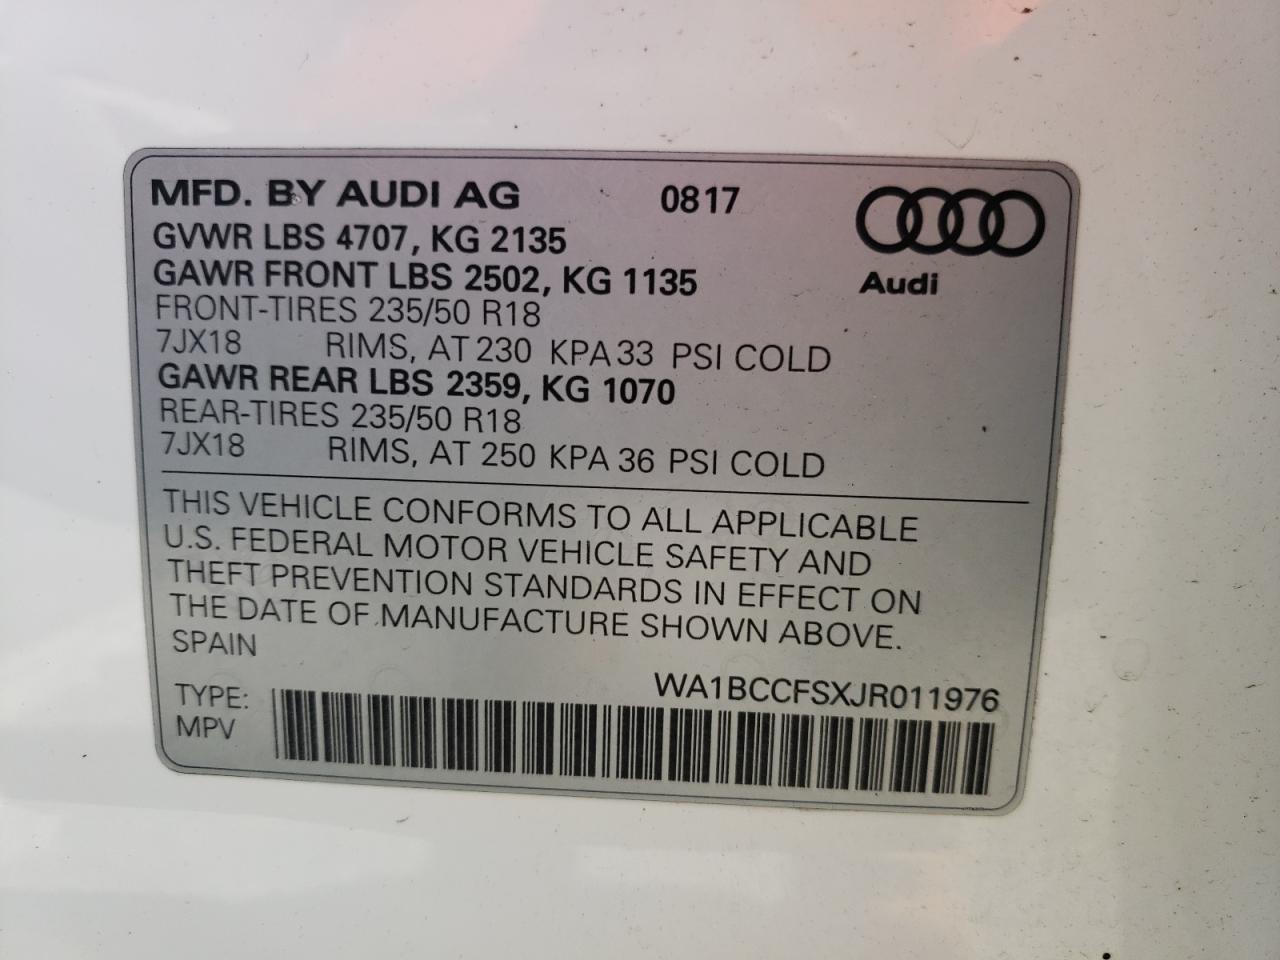 MFD. BY AUDI AG 0817
GVWR LBS 4707, KG 2135
GAWR FRONT LBS 2502, KG 1135
Audi
FRONT-TIRES 235/50 R18
7JX18 RIMS, AT 230 KPA 33 PSI COLD
GAWR REAR LBS 2359, KG 1070
REAR-TIRES 235/50 R18
7JX18 RIMS, AT 250 KPA 36 PSI COLD
THIS VEHICLE CONFORMS TO ALL APPLICABLE
U.S. FEDERAL MOTOR VEHICLE SAFETY AND
THEFT PREVENTION STANDARDS IN EFFECT ON
THE DATE OF MANUFACTURE SHOWN ABOVE.
SPAIN
WA1BCCFSXJR011976
TYPE:
MPV